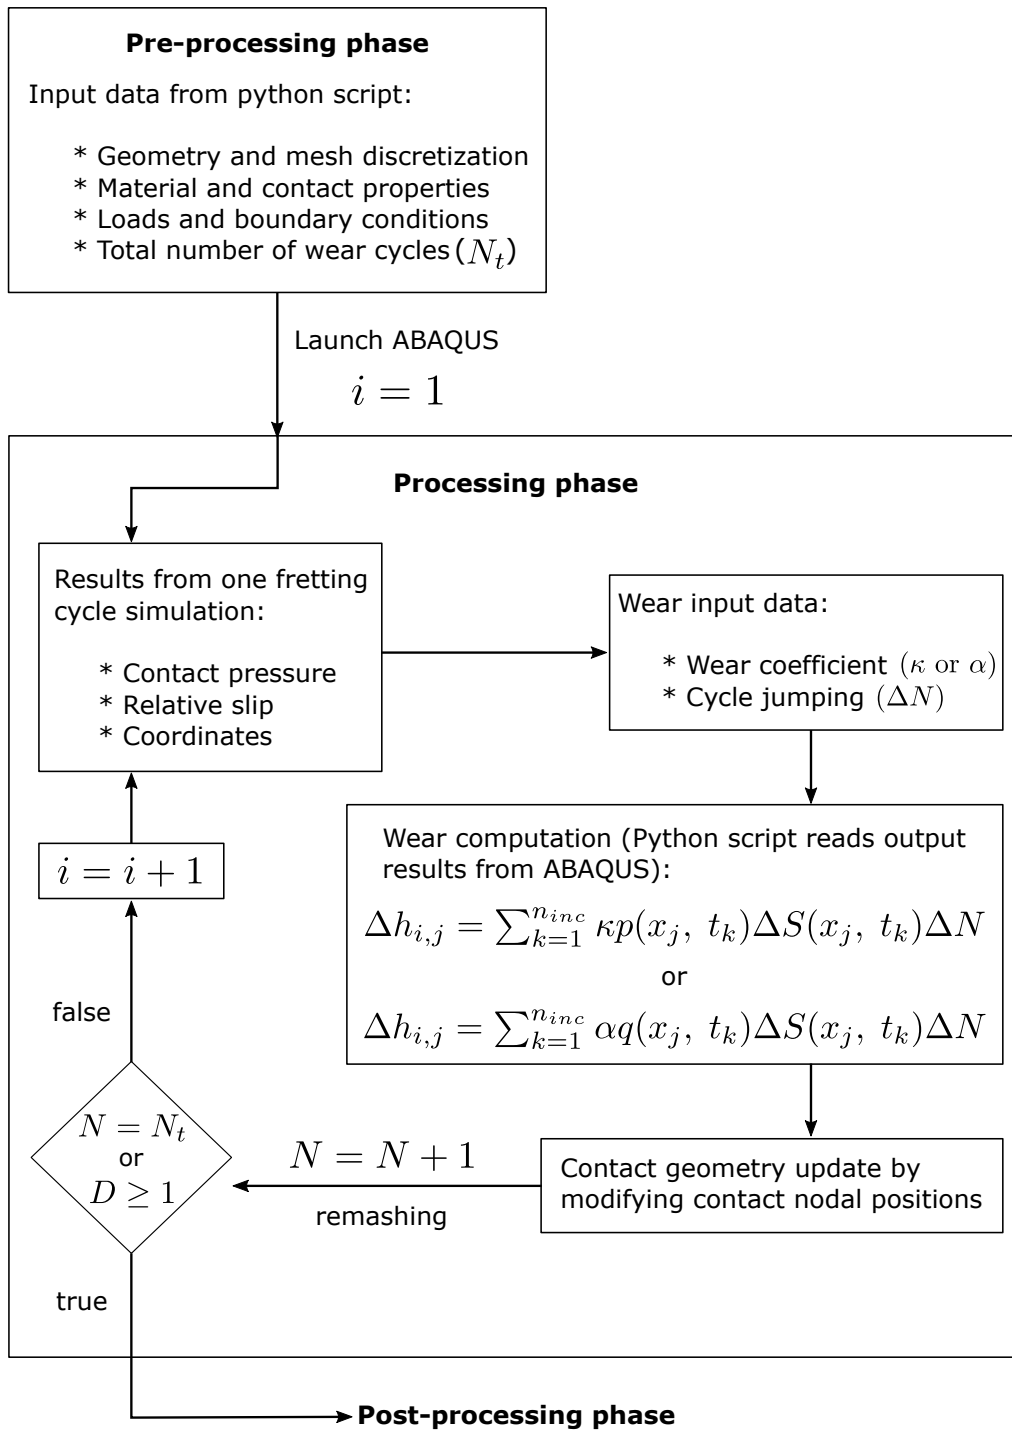 Pre-processing phase
Input data from python script:
* Geometry and mesh discretization
* Material and contact properties
* Loads and boundary conditions
* Total number of wear cycles (N_t)
Launch ABAQUS
i = 1
Processing phase
Results from one fretting
cycle simulation:
* Contact pressure
* Relative slip
* Coordinates
Wear input data:
* Wear coefficient (κ or α)
* Cycle jumping (ΔN)
Wear computation (Python script reads output
results from ABAQUS):
Δh_{i,j} = ∑_{k=1}^{n_{inc}} κp(x_j, t_k)ΔS(x_j, t_k)ΔN
or
Δh_{i,j} = ∑_{k=1}^{n_{inc}} αq(x_j, t_k)ΔS(x_j, t_k)ΔN
Contact geometry update by
modifying contact nodal positions
N = N + 1
remashing
N = N_t
or
D ≥ 1
false
i = i + 1
true
Post-processing phase